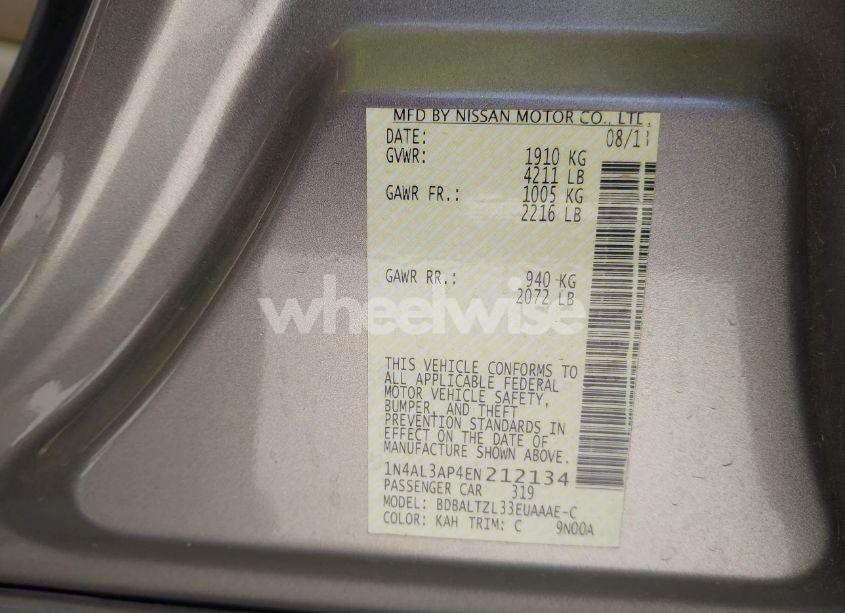 MFD BY NISSAN MOTOR CO., LTD.
DATE: 08/13
GVWR: 1910 KG
4211 LB
GAWR FR.: 1005 KG
2216 LB
GAWR RR.: 940 KG
2072 LB
wheelwise
THIS VEHICLE CONFORMS TO
ALL APPLICABLE FEDERAL
MOTOR VEHICLE SAFETY,
BUMPER, AND THEFT
PREVENTION STANDARDS IN
EFFECT ON THE DATE OF
MANUFACTURE SHOWN ABOVE.
1N4AL3AP4EN212134
PASSENGER CAR 319
MODEL: BDBALTZL33EUAAAE-C
COLOR: KAH TRIM: C 9N00A